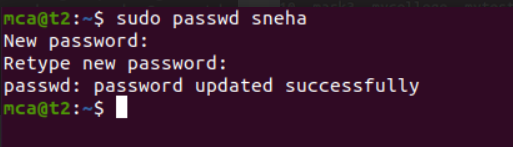 mca@t2:~$ sudo passwd sneha
New password:
Retype new password:
passwd: password updated successfully
mca@t2:~$